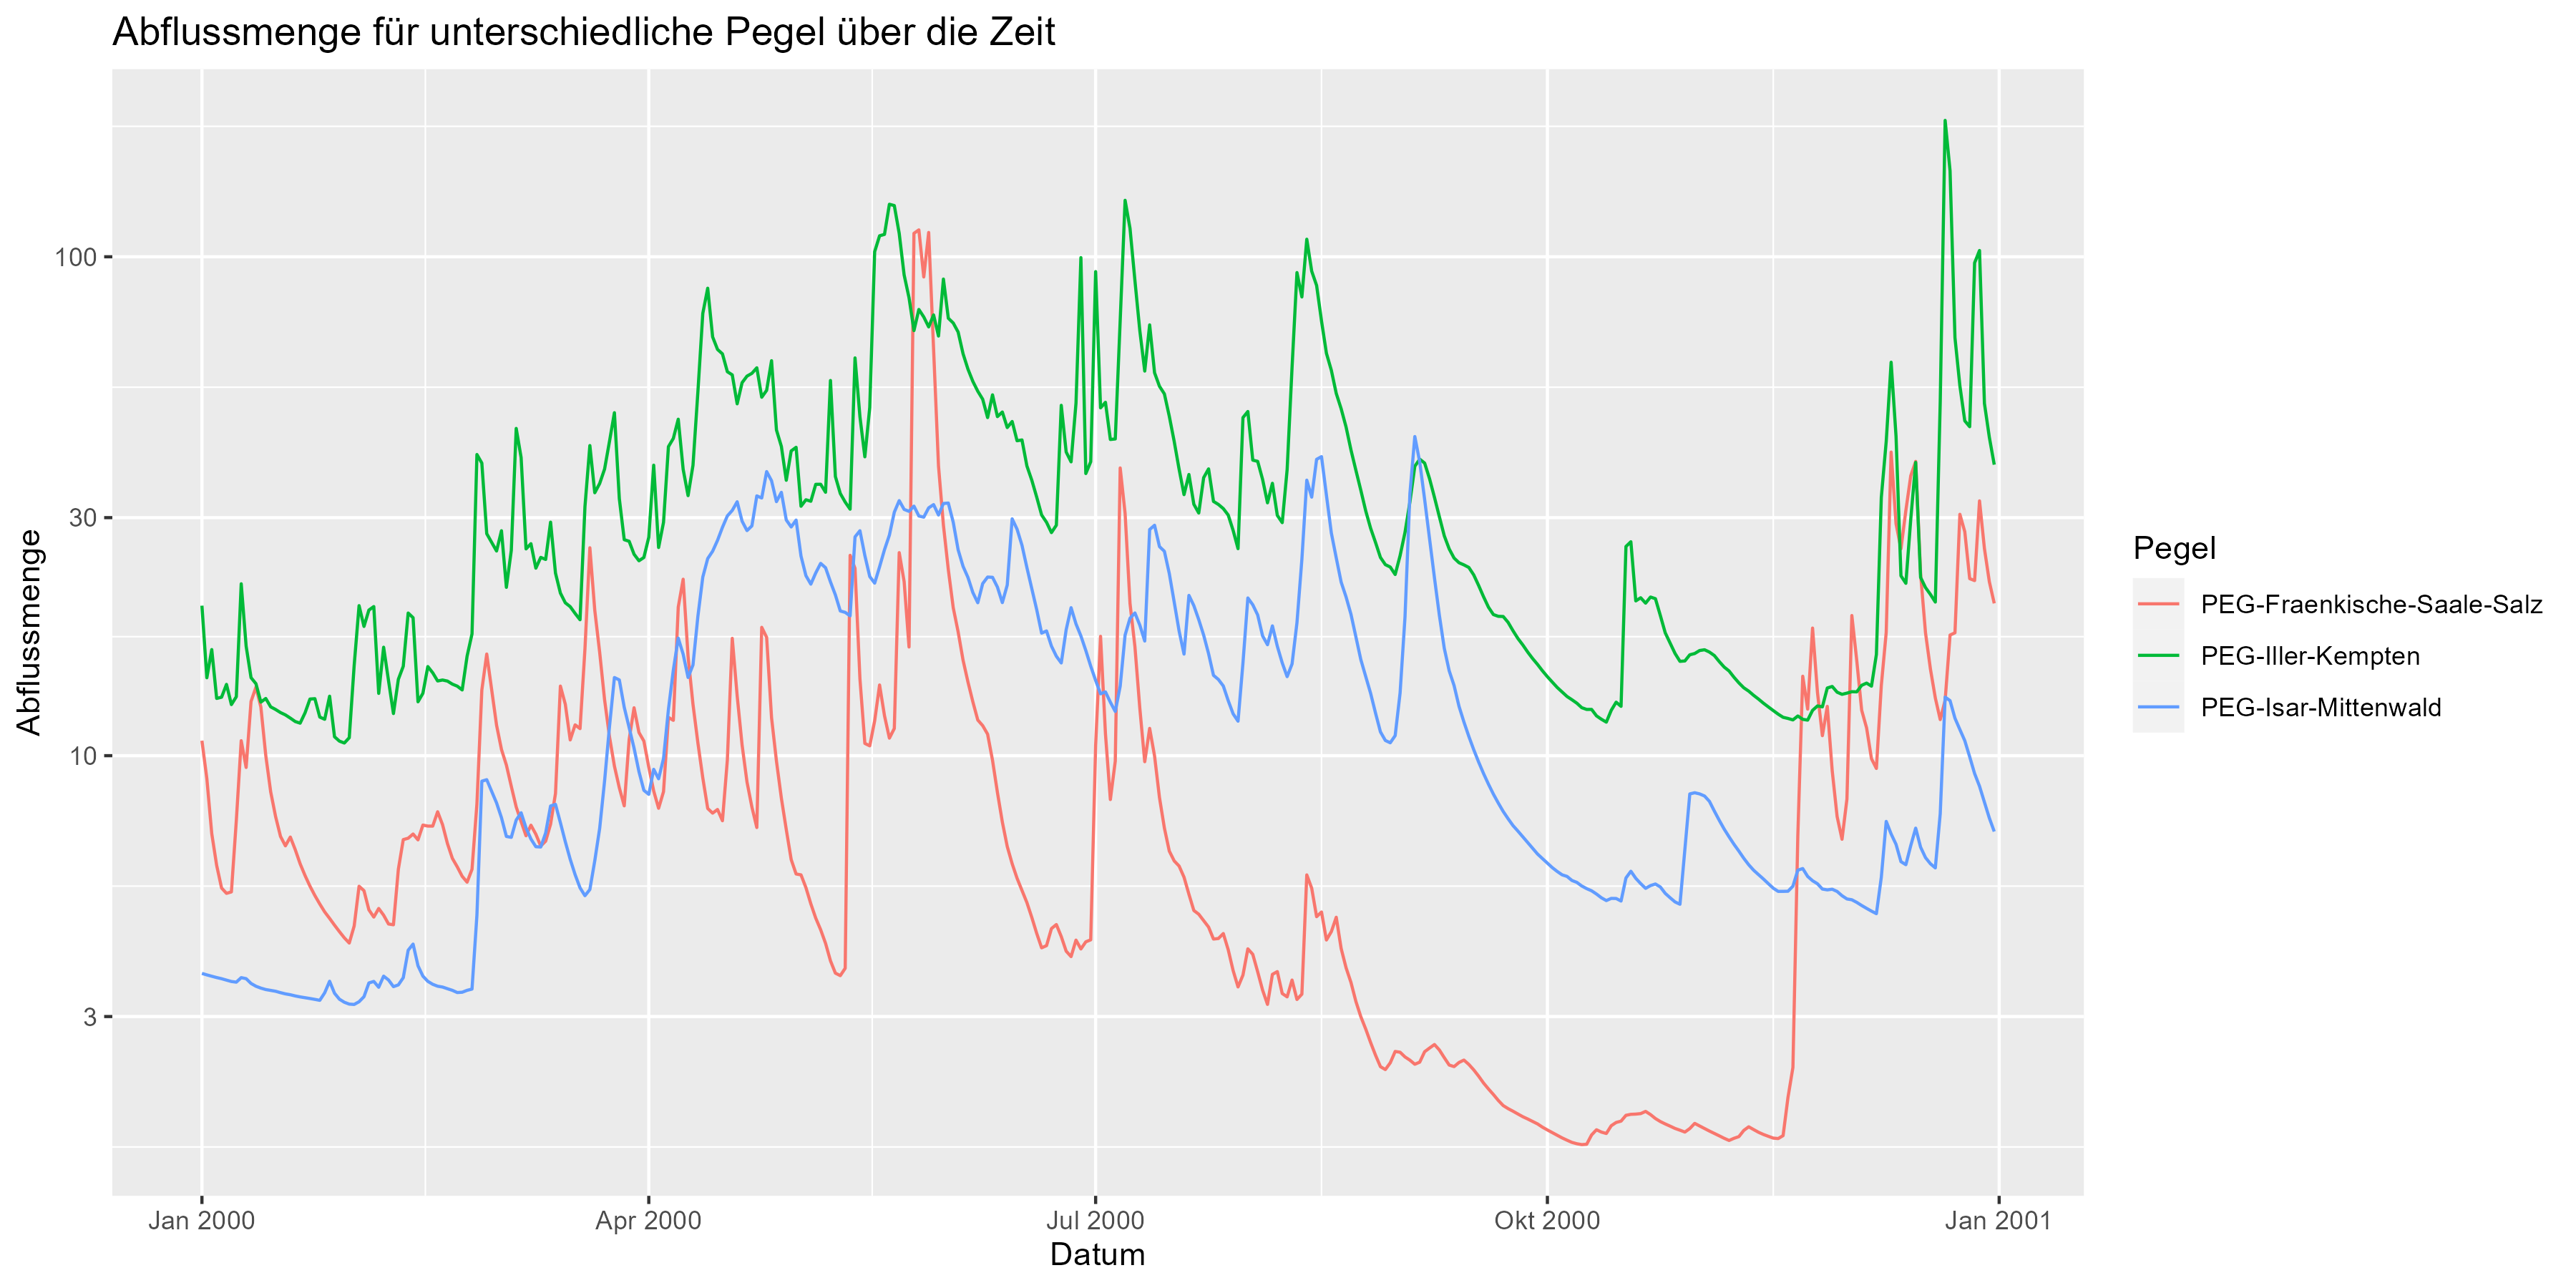 Abflussmenge für unterschiedliche Pegel über die Zeit
Abflussmenge
100
30
10
3
Jan 2000
Apr 2000
Jul 2000
Okt 2000
Jan 2001
Datum
Pegel
PEG-Fraenkische-Saale-Salz
PEG-Iller-Kempten
PEG-Isar-Mittenwald